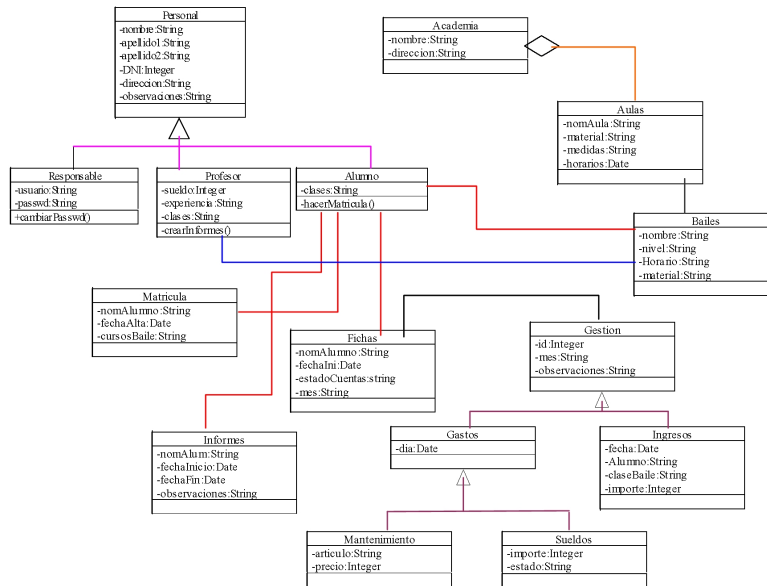 Personal
-nombre:String
-apellido1:String
-apellido2:String
-DNI:Integer
-direccion:String
-observaciones:String
Academia
-nombre:String
-direccion:String
Aulas
-nomAula:String
-material:String
-medidas:String
-horarios:Date
Responsable
-usuario:String
-passwd:String
+cambiarPasswd()
Profesor
-sueldo:Integer
-experiencia:String
-clases:String
-crearInformes()
Alumno
-clases:String
-hacerMatricula()
Bailes
-nombre:String
-nivel:String
-Horario:String
-material:String
Matricula
-nomAlumno:String
-fechaAlta:Date
-cursosBaile:String
Fichas
-nomAlumno:String
-fechaIni:Date
-estadoCuentas:string
-mes:String
Gestion
-id:Integer
-mes:String
-observaciones:String
Informes
-nomAlum:String
-fechaInicio:Date
-fechaFin:Date
-observaciones:String
Gastos
-dia:Date
Ingresos
-fecha:Date
-Alumno:String
-claseBaile:String
-importe:Integer
Mantenimiento
-articulo:String
-precio:Integer
Sueldos
-importe:Integer
-estado:String